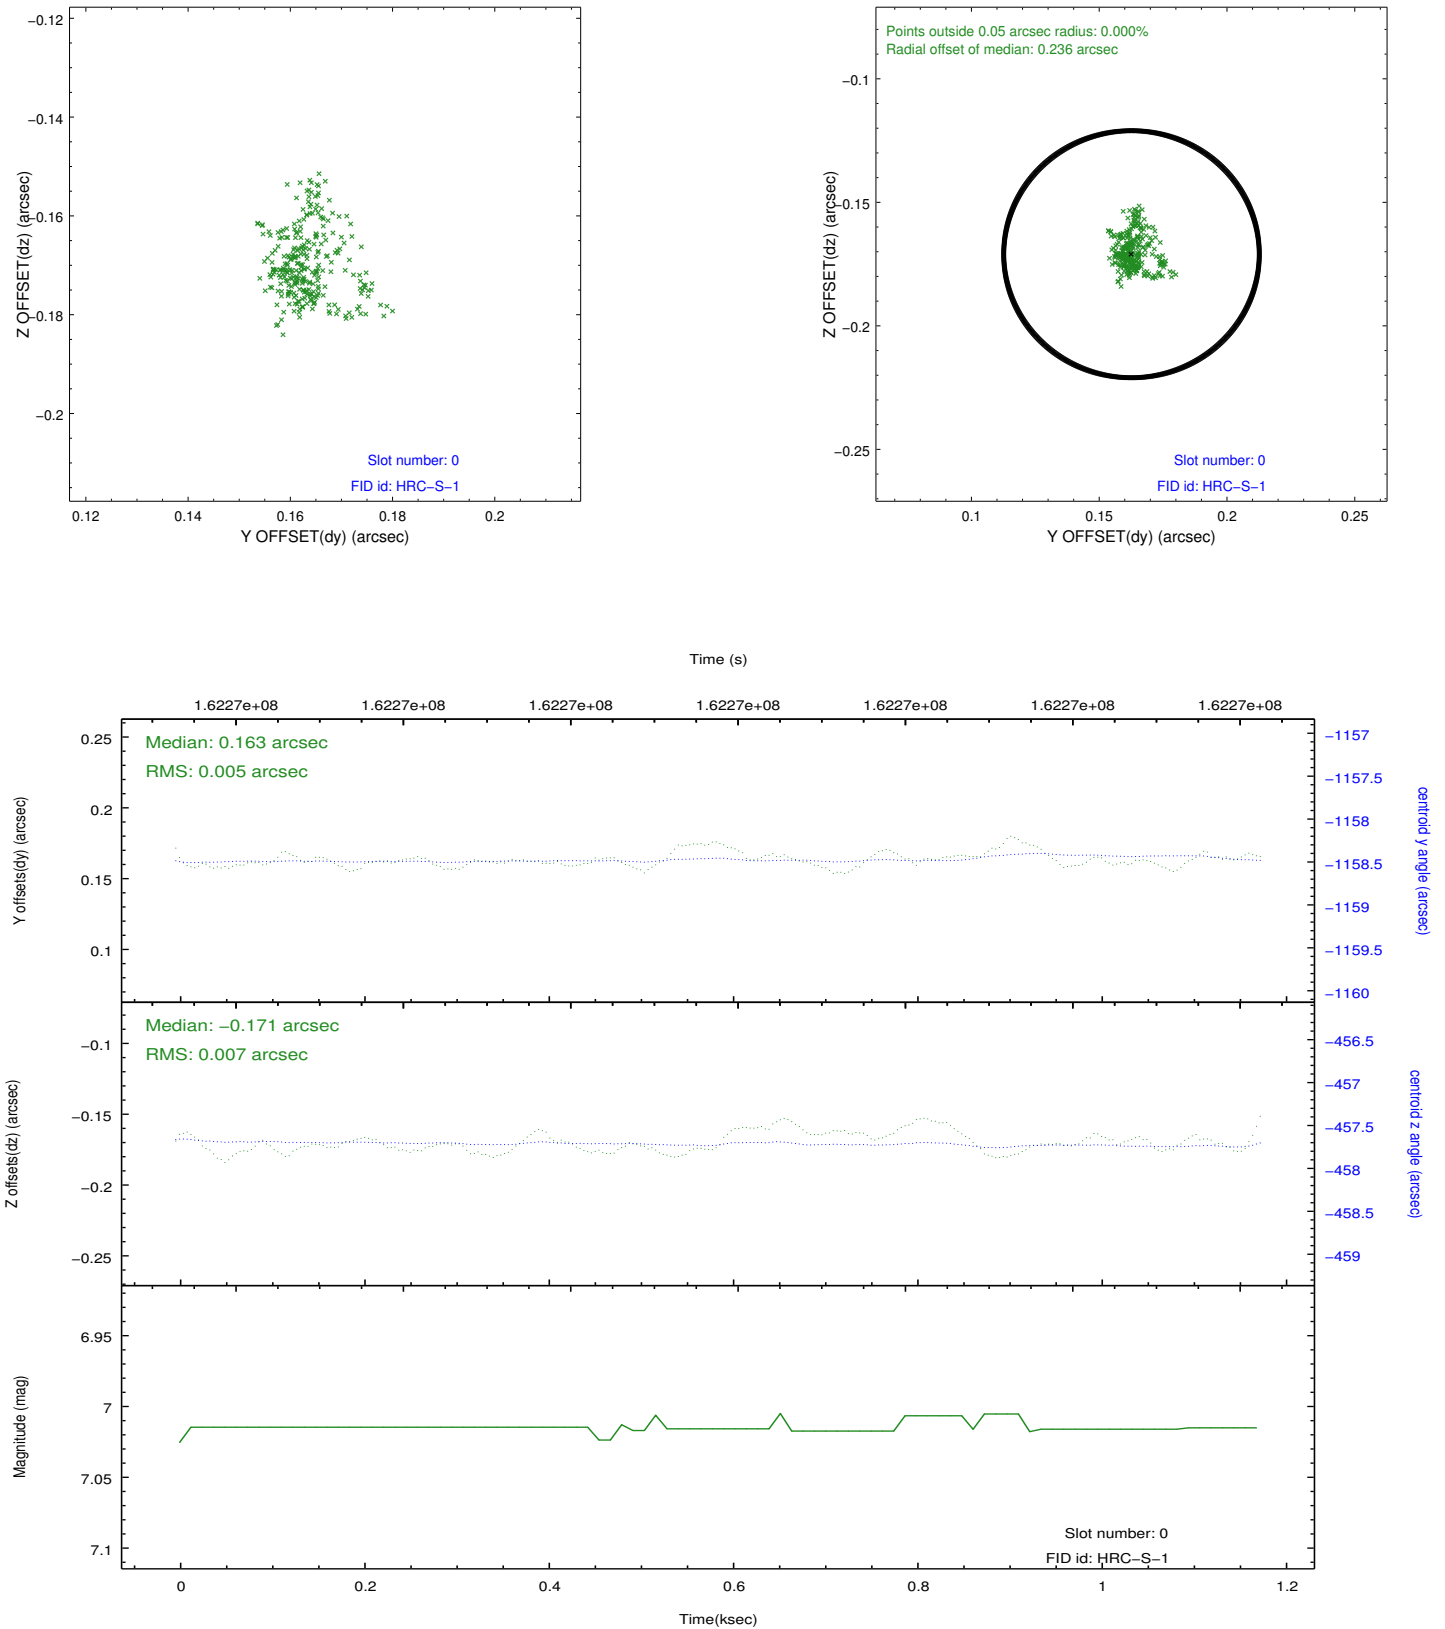 −0.12
−0.14
−0.16
−0.18
−0.2
Z OFFSET(dz) (arcsec)
Slot number: 0
FID id: HRC−S−1
0.12 0.14 0.16 0.18 0.2
Y OFFSET(dy) (arcsec)
Points outside 0.05 arcsec radius: 0.000%
Radial offset of median: 0.236 arcsec
−0.1
−0.15
−0.2
−0.25
Z OFFSET(dz) (arcsec)
Slot number: 0
FID id: HRC−S−1
0.1 0.15 0.2 0.25
Y OFFSET(dy) (arcsec)
Time (s)
1.6227e+08 1.6227e+08 1.6227e+08 1.6227e+08 1.6227e+08 1.6227e+08 1.6227e+08
Median: 0.163 arcsec
RMS: 0.005 arcsec
0.25
0.2
0.15
0.1
Y offsets(dy) (arcsec)
−1157
−1157.5
−1158
−1158.5
−1159
−1159.5
−1160
centroid y angle (arcsec)
Median: −0.171 arcsec
RMS: 0.007 arcsec
−0.1
−0.15
−0.2
−0.25
Z offsets(dz) (arcsec)
−456.5
−457
−457.5
−458
−458.5
−459
centroid z angle (arcsec)
6.95
7
7.05
7.1
Magnitude (mag)
Slot number: 0
FID id: HRC−S−1
0 0.2 0.4 0.6 0.8 1 1.2
Time(ksec)